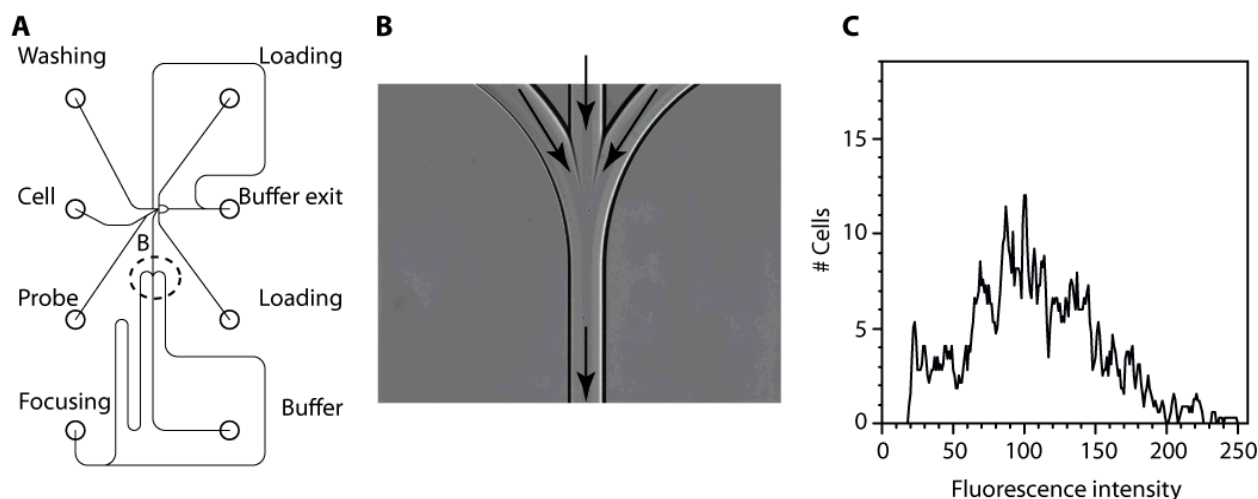 A
Washing
Loading
Cell
Buffer exit
B
Probe
Loading
Focusing
Buffer
B
C
# Cells
15
10
5
0
0 50 100 150 200 250
Fluorescence intensity